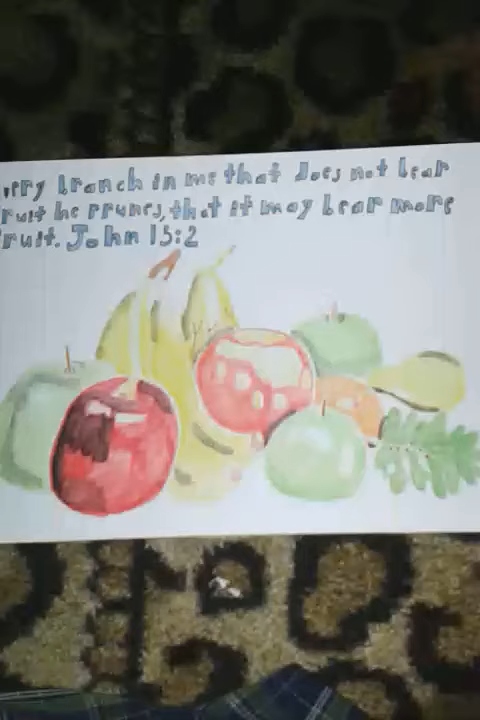 very branch in me that does not bear
ruit he prunes, that it may bear more
ruit. John 15:2